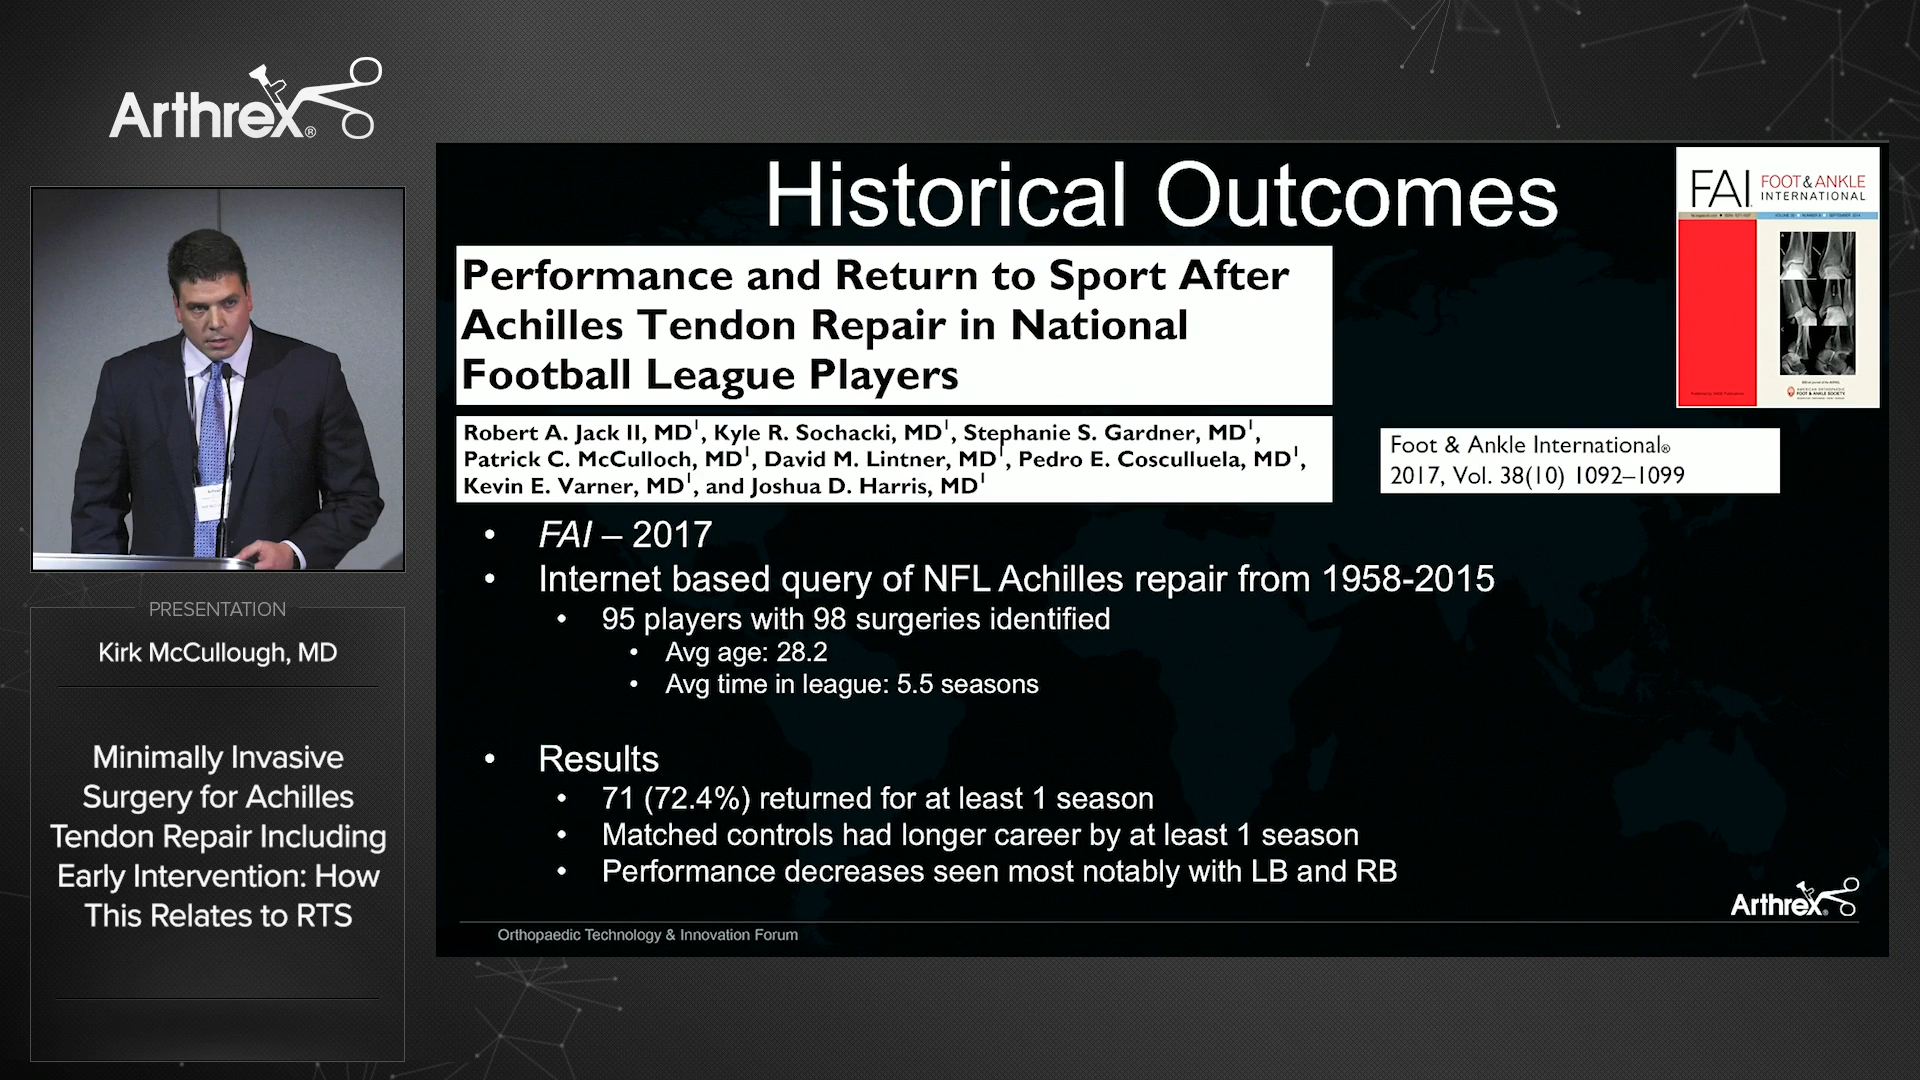 Arthrex®
PRESENTATION
Kirk McCullough, MD
Minimally Invasive
Surgery for Achilles
Tendon Repair Including
Early Intervention: How
This Relates to RTS
Historical Outcomes
FAI FOOT & ANKLE
INTERNATIONAL
Performance and Return to Sport After
Achilles Tendon Repair in National
Football League Players
Robert A. Jack II, MD¹, Kyle R. Sochacki, MD¹, Stephanie S. Gardner, MD¹,
Patrick C. McCulloch, MD¹, David M. Lintner, MD¹, Pedro E. Cosculluela, MD¹,
Kevin E. Varner, MD¹, and Joshua D. Harris, MD¹
Foot & Ankle International®
2017, Vol. 38(10) 1092–1099
• FAI – 2017
• Internet based query of NFL Achilles repair from 1958-2015
• 95 players with 98 surgeries identified
• Avg age: 28.2
• Avg time in league: 5.5 seasons
• Results
• 71 (72.4%) returned for at least 1 season
• Matched controls had longer career by at least 1 season
• Performance decreases seen most notably with LB and RB
Arthrex®
Orthopaedic Technology & Innovation Forum